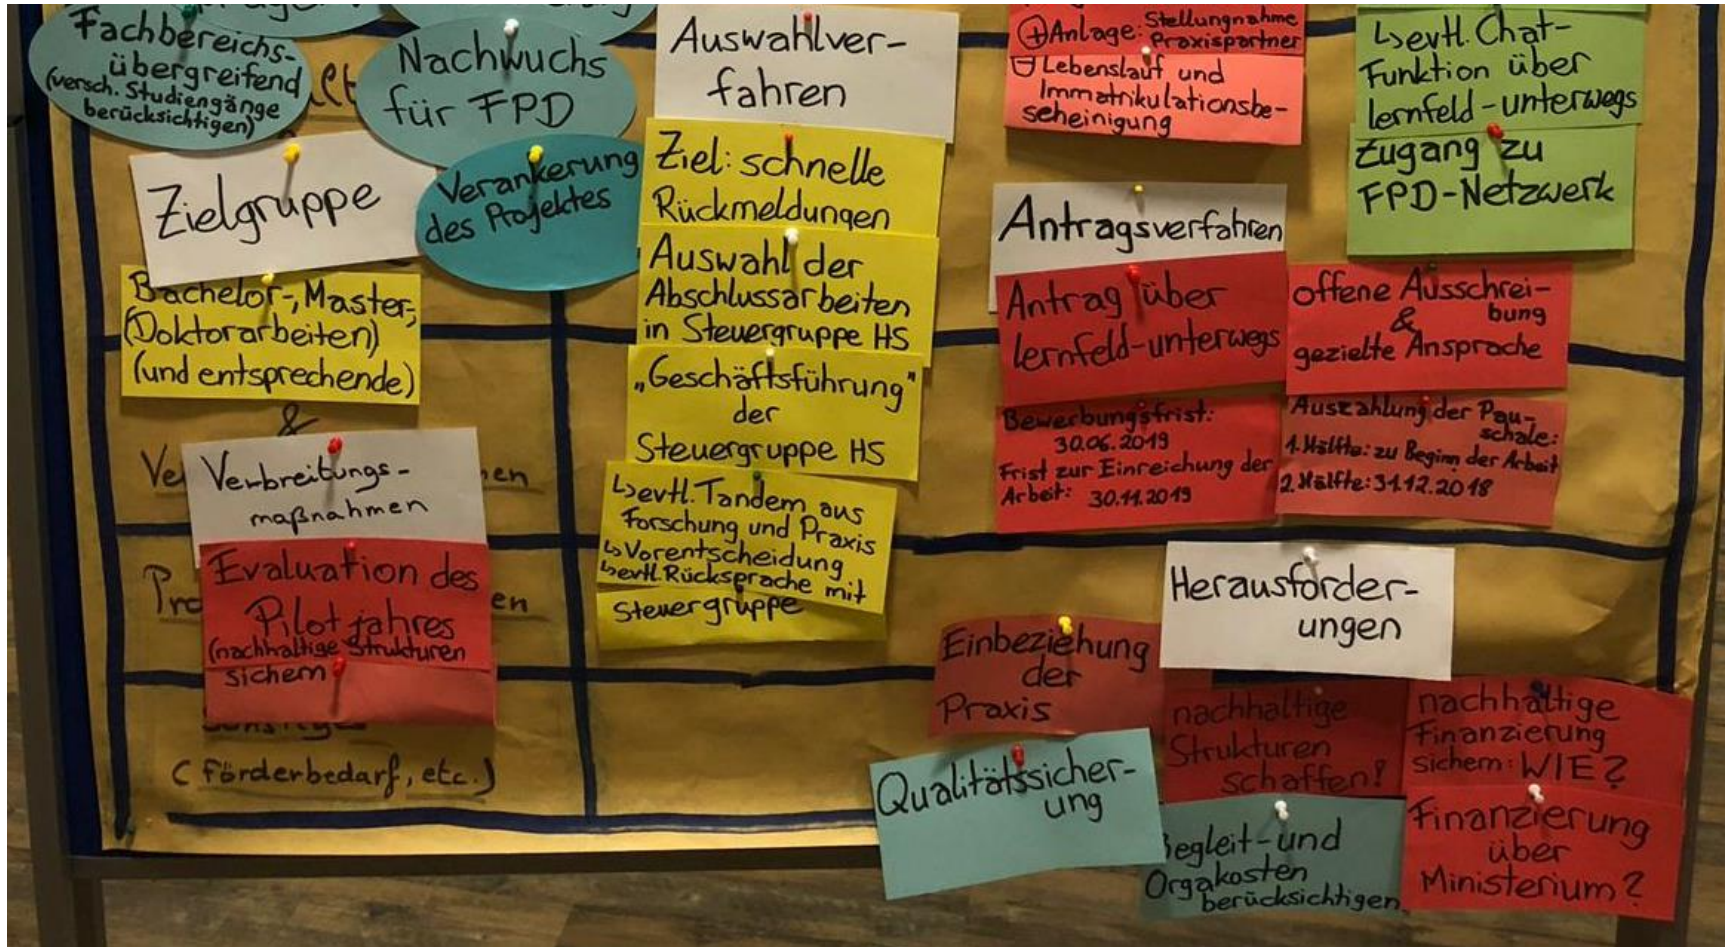 Fachbereichs-
übergreifend
(versch. Studiengänge
berücksichtigen)
Nachwuchs
für FPD
Verankerung
des Projektes
Zielgruppe
Bachelor-, Master-,
(Doktorarbeiten)
(und entsprechende)
&
Verbreitungs-
maßnahmen
Evaluation des
Pilotjahres
(nachhaltige Strukturen
sichern
(Förderbedarf, etc.)
Auswahlver-
fahren
Ziel: schnelle
Rückmeldungen
Auswahl der
Abschlussarbeiten
in Steuergruppe HS
„Geschäftsführung"
der
Steuergruppe HS
↳evtl. Tandem aus
Forschung und Praxis
↳Vorentscheidung
↳evtl. Rücksprache mit
Steuergruppe
⊕Anlage: Stellungnahme
Praxispartner
Lebenslauf und
Immatrikulationsbe-
scheinigung
Antragsverfahren
Antrag über
lernfeld-unterwegs
offene Ausschrei-
bung
&
gezielte Ansprache
Bewerbungsfrist:
30.06.2019
Frist zur Einreichung der
Arbeit: 30.11.2019
Auszahlung der Pau-
schale:
1. Hälfte: zu Beginn der Arbeit
2. Hälfte: 31.12.2018
↳evtl. Chat-
Funktion über
lernfeld-unterwegs
Zugang zu
FPD-Netzwerk
Herausforder-
ungen
Einbeziehung
der
Praxis
nachhaltige
Strukturen
schaffen!
nachhaltige
Finanzierung
sichern: WIE?
Qualitätssicher-
ung
Begleit- und
Orgakosten
berücksichtigen
Finanzierung
über
Ministerium?